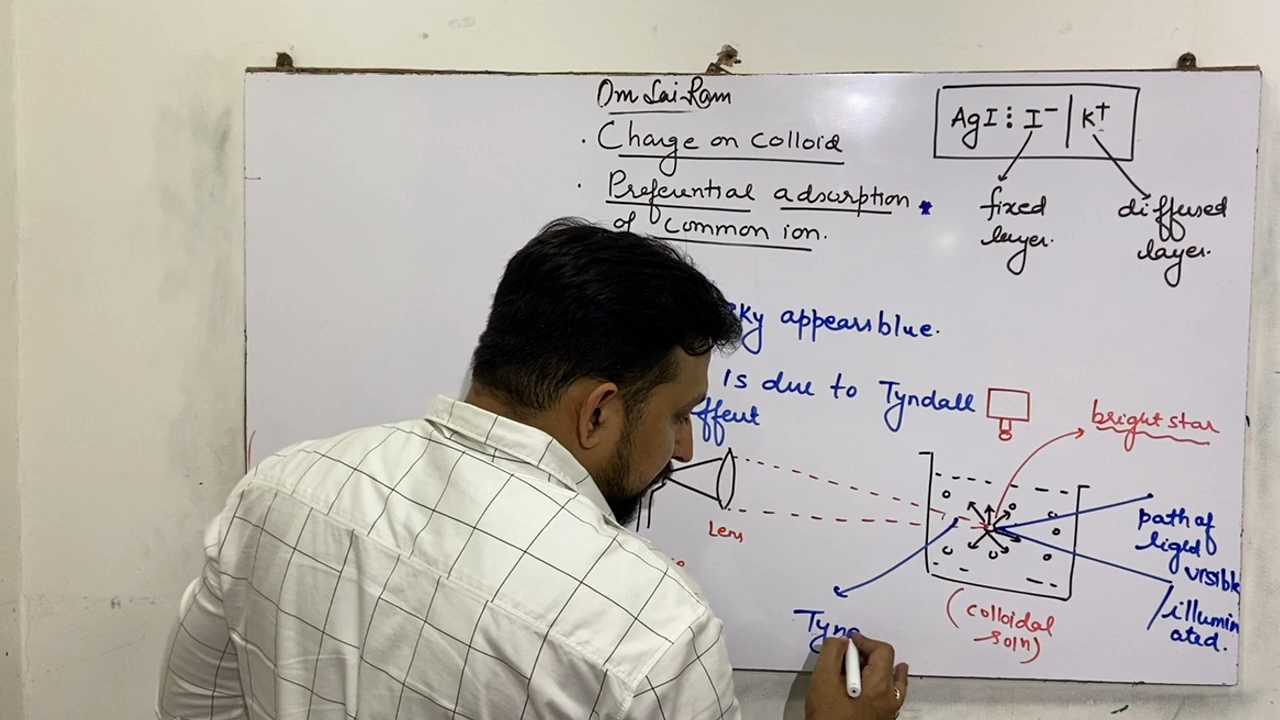 Om Sai Ram
. Charge on Colloid
. Preferential adsorption
of common ion.
AgI ⋮ I⁻ | K⁺
fixed
layer.
diffused
layer.
sky appears blue.
Is due to Tyndall
effect
bright star
Lens
path of
light
visible
/illumin
ated.
(colloidal
soln)
Tyn